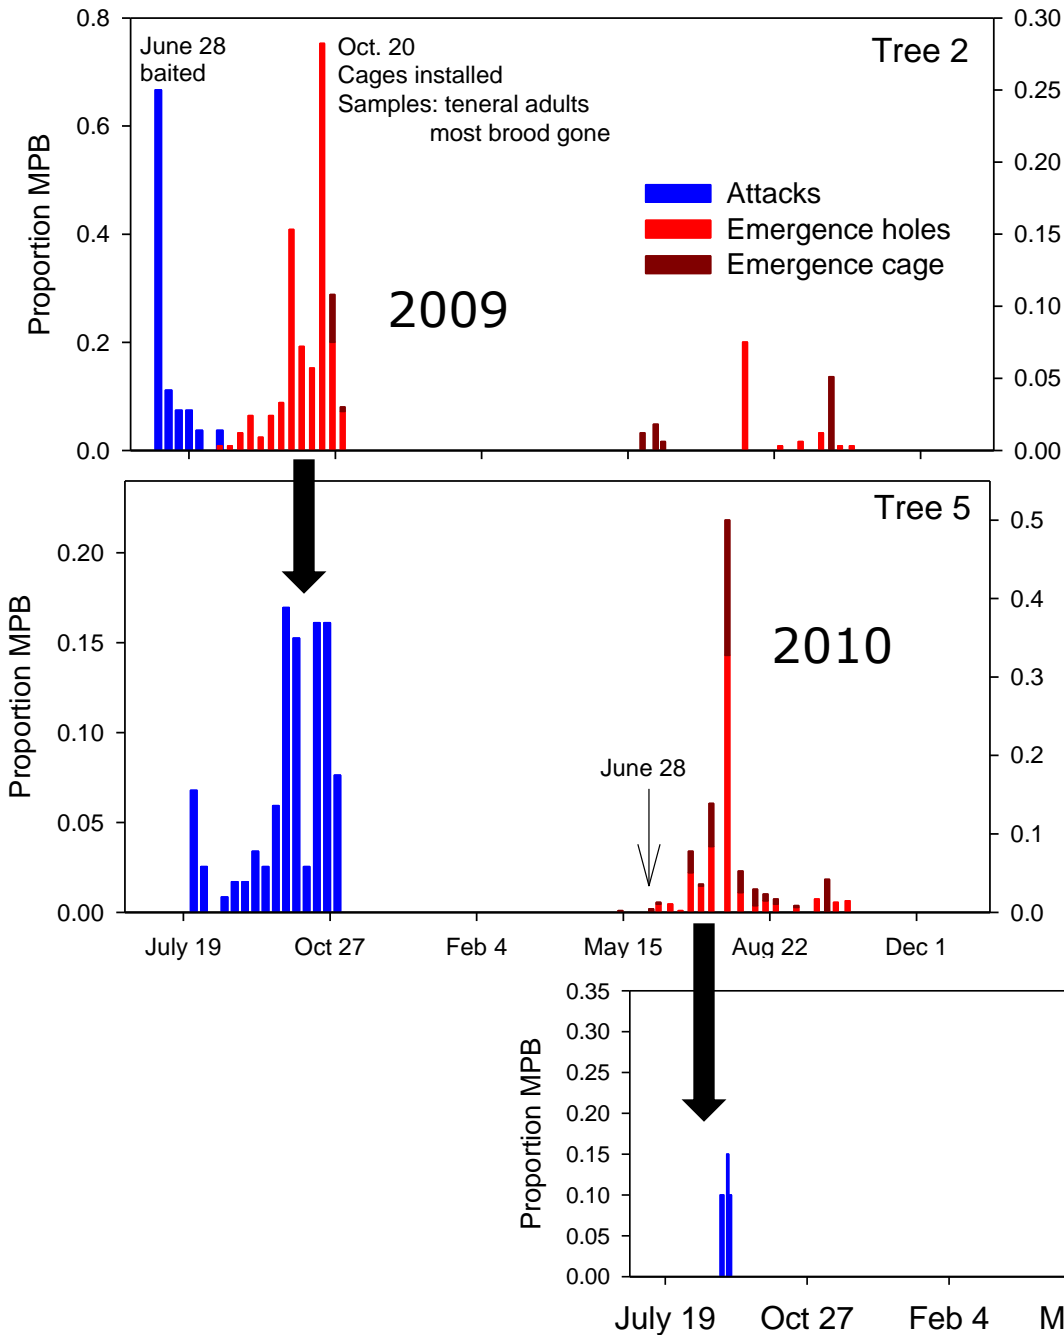 0.8
0.6
0.4
0.2
0.0
Proportion MPB
June 28
baited
Oct. 20
Cages installed
Samples: teneral adults
most brood gone
Tree 2
Attacks
Emergence holes
Emergence cage
2009
0.30
0.25
0.20
0.15
0.10
0.05
0.00
Tree 5
0.20
0.15
0.10
0.05
0.00
Proportion MPB
2010
June 28
0.5
0.4
0.3
0.2
0.1
0.0
July 19 Oct 27 Feb 4 May 15 Aug 22 Dec 1
0.35
0.30
0.25
0.20
0.15
0.10
0.05
0.00
Proportion MPB
July 19 Oct 27 Feb 4 M